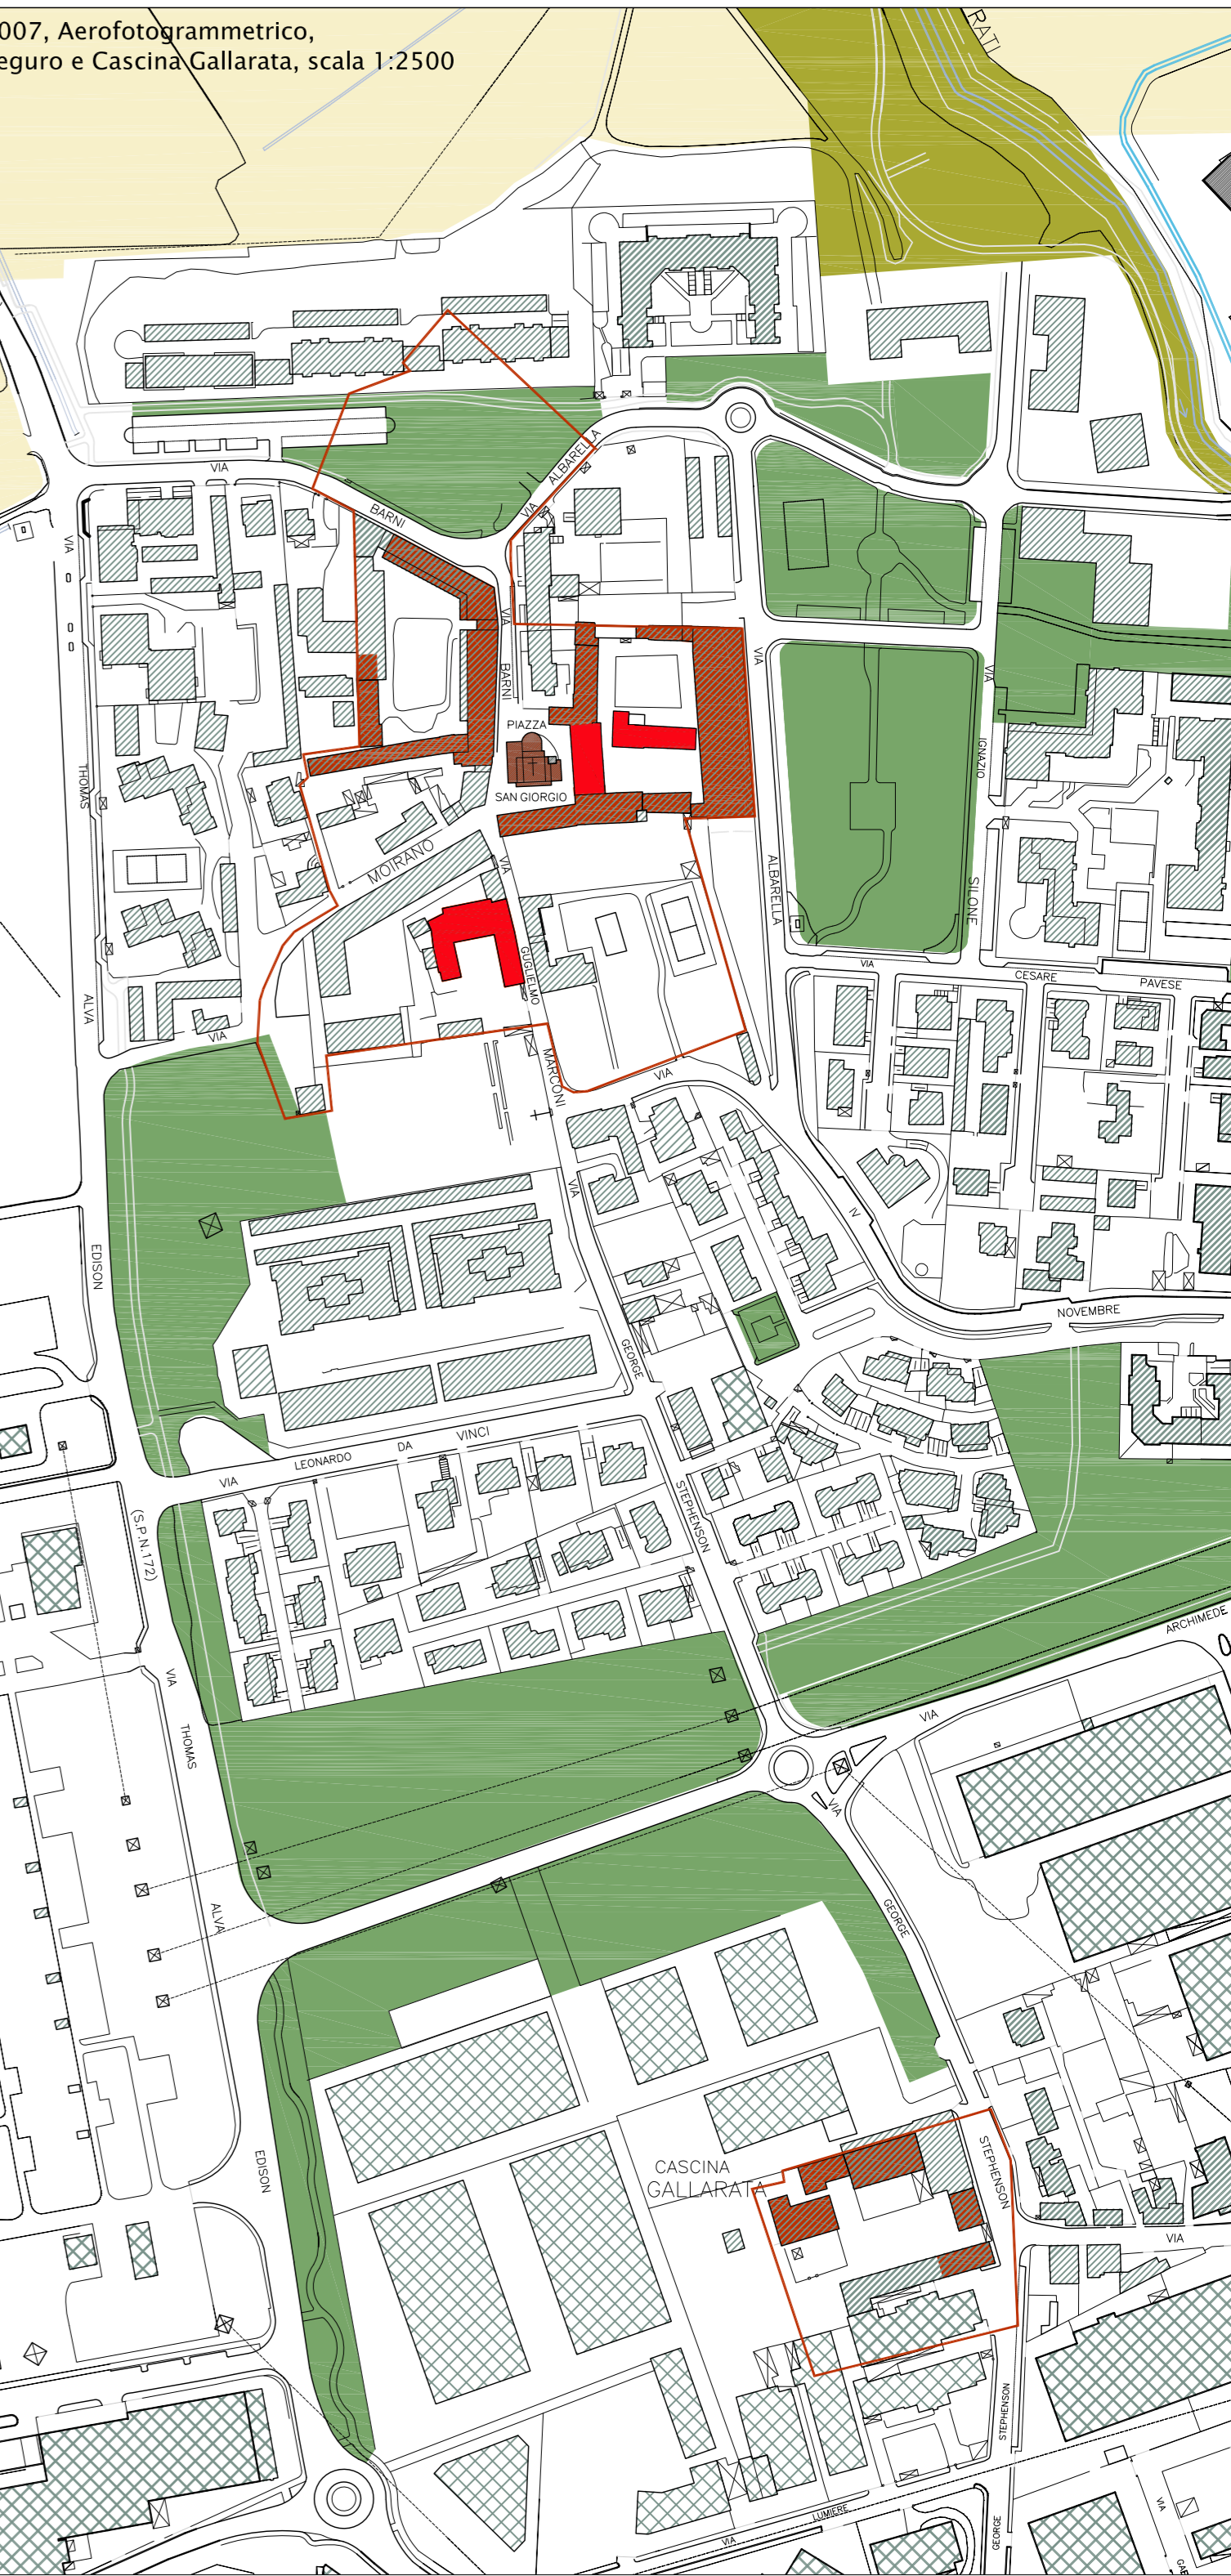 007, Aerofotogrammetrico,
eguro e Cascina Gallarata, scala 1:2500
RATI
VIA
ALBARELLA
VIA
BARNI
VIA
VIA
VIA
BARNI
VIA
VIA
PIAZZA
SAN GIORGIO
IGNAZIO
THOMAS
MOIRANO
VIA
ALBARELLA
SILONE
GUGLIELMO
VIA
CESARE
PAVESE
ALVA
VIA
MARCONI
VIA
VIA
IV
EDISON
NOVEMBRE
GEORGE
VIA
LEONARDO
DA
VINCI
STEPHENSON
(S.P.N.172)
ARCHIMEDE
VIA
THOMAS
VIA
VIA
ALVA
GEORGE
EDISON
CASCINA
GALLARATA
STEPHENSON
VIA
STEPHENSON
VIA
LUMIERE
GEORGE
VIA